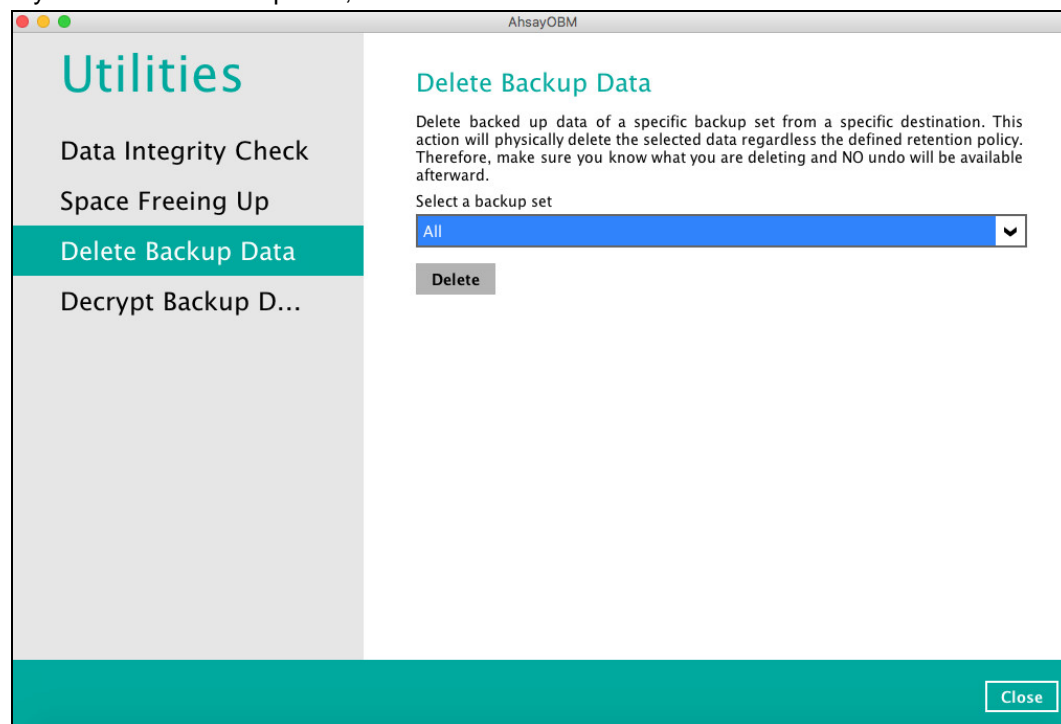 AhsayOBM
Utilities
Data Integrity Check
Space Freeing Up
Delete Backup Data
Decrypt Backup D...
Delete Backup Data
Delete backed up data of a specific backup set from a specific destination. This
action will physically delete the selected data regardless the defined retention policy.
Therefore, make sure you know what you are deleting and NO undo will be available
afterward.
Select a backup set
All
Delete
Close